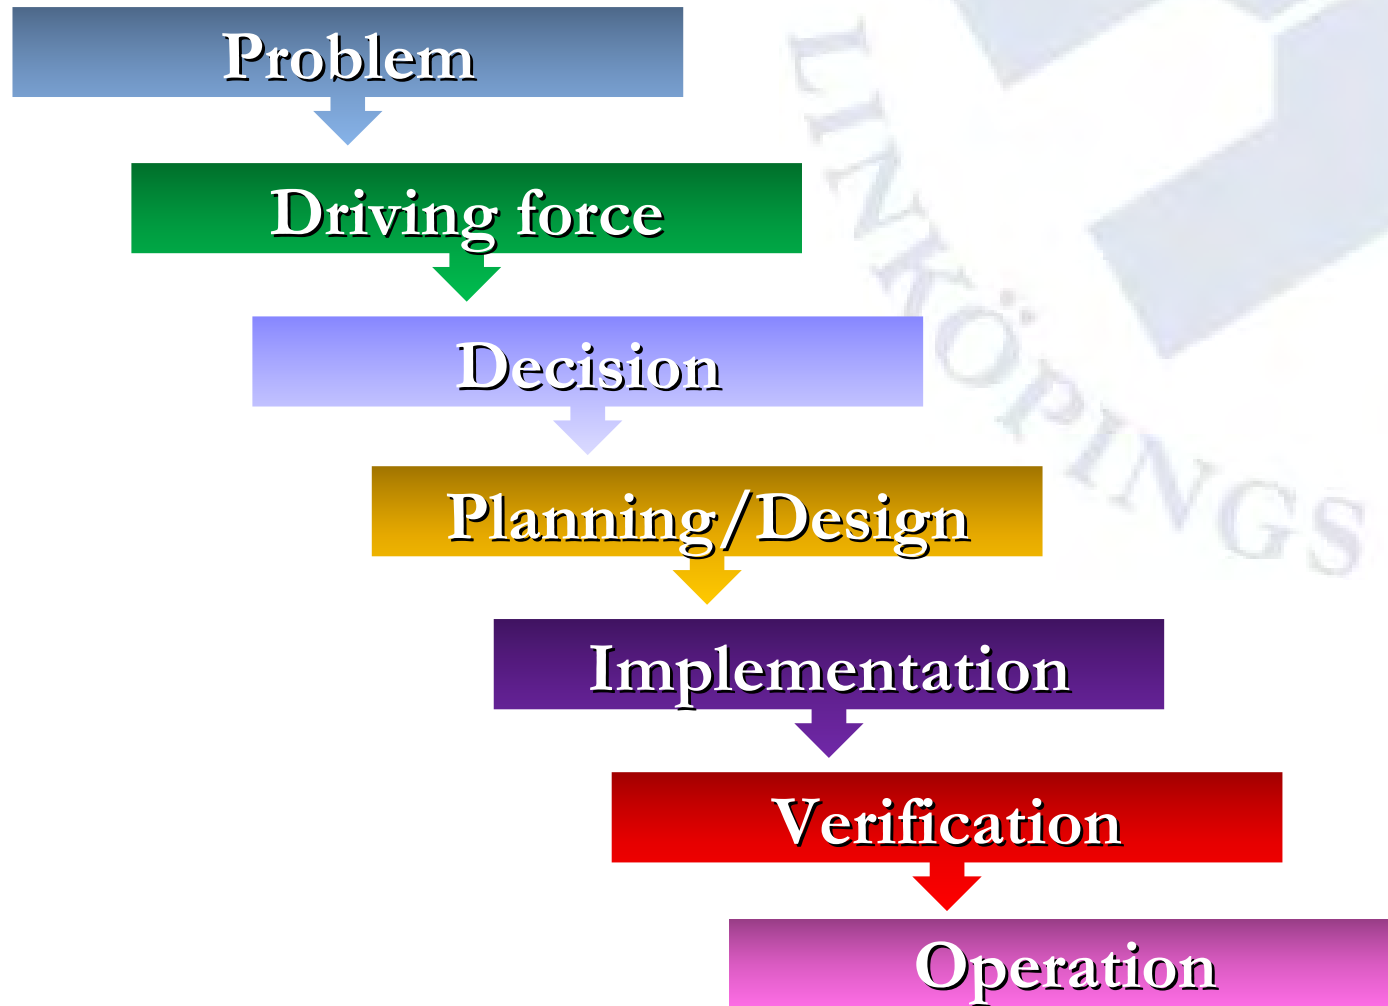 Problem
LINKÖPINGS
Driving force
Decision
Planning/Design
Implementation
Verification
Operation